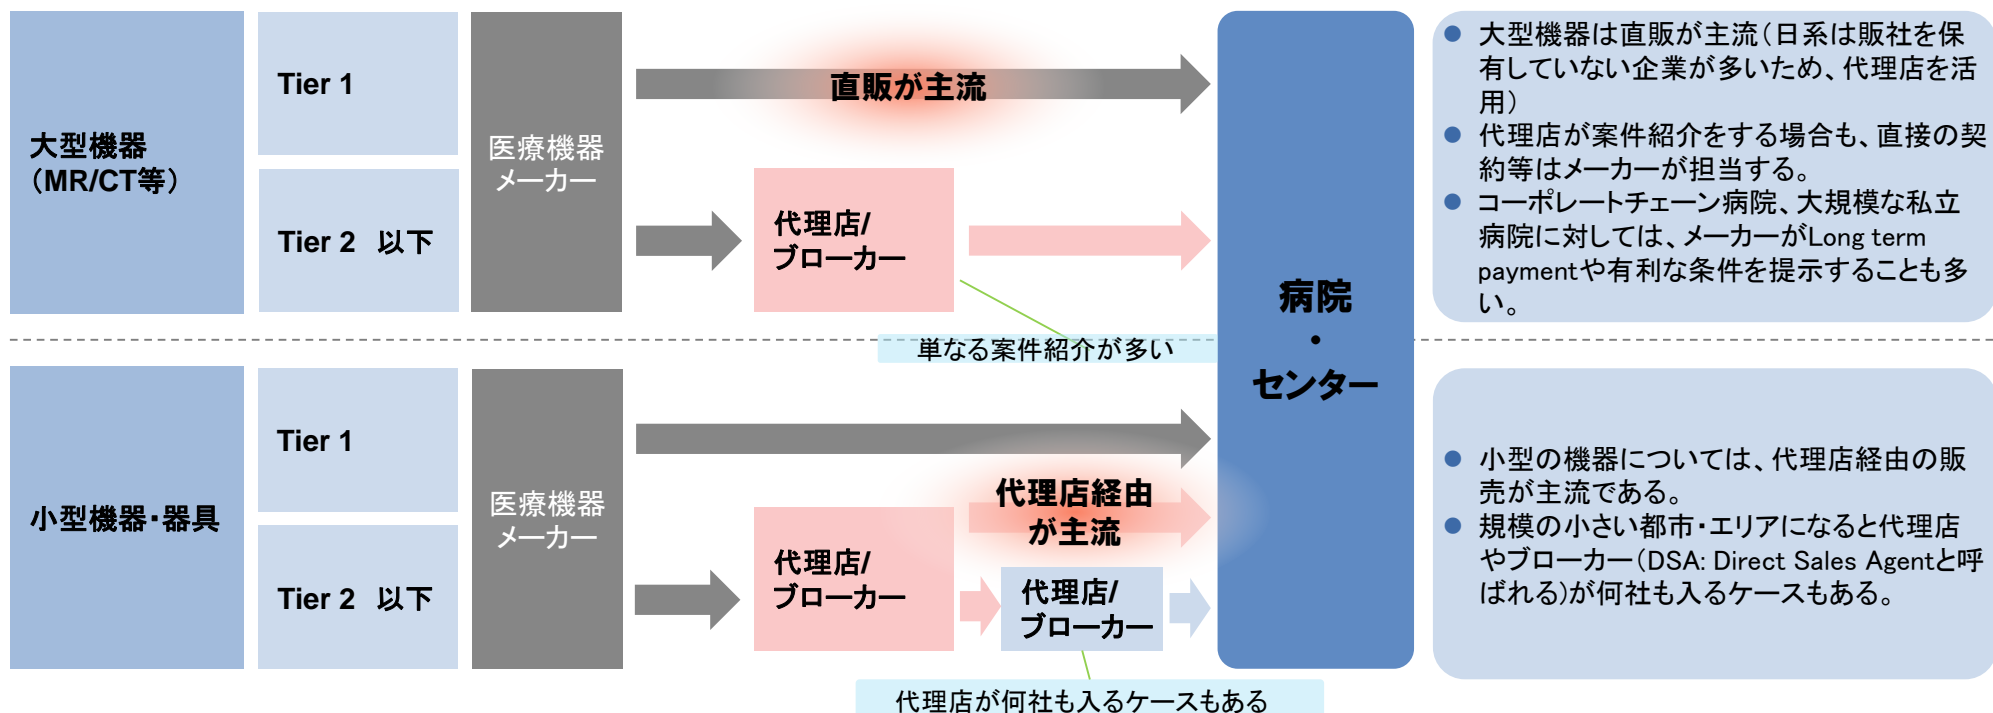 大型機器
（MR/CT等）
Tier 1
Tier 2　以下
医療機器
メーカー
直販が主流
代理店/
ブローカー
単なる案件紹介が多い
病院
・
センター
● 大型機器は直販が主流（日系は販社を保
有していない企業が多いため、代理店を活
用）
● 代理店が案件紹介をする場合も、直接の契
約等はメーカーが担当する。
● コーポレートチェーン病院、大規模な私立
病院に対しては、メーカーがLong term
paymentや有利な条件を提示することも多
い。
小型機器・器具
Tier 1
Tier 2　以下
医療機器
メーカー
代理店/
ブローカー
代理店経由
が主流
代理店/
ブローカー
代理店が何社も入るケースもある
● 小型の機器については、代理店経由の販
売が主流である。
● 規模の小さい都市・エリアになると代理店
やブローカー（DSA: Direct Sales Agentと呼
ばれる）が何社も入るケースもある。